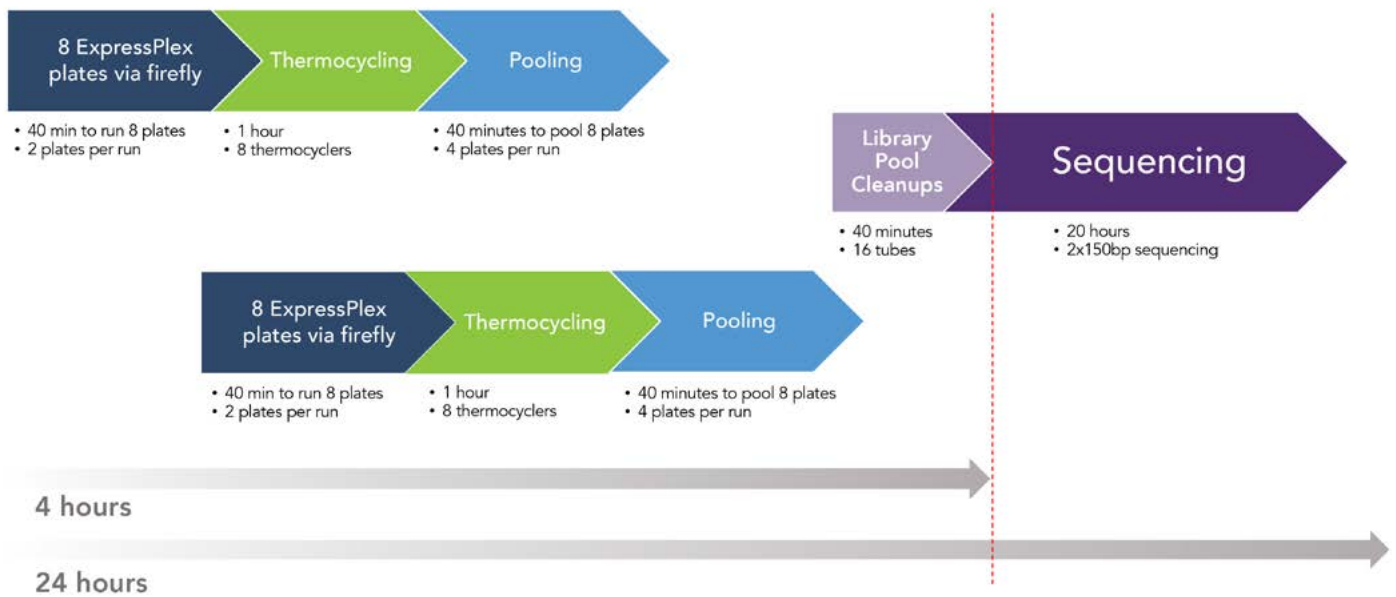 8 ExpressPlex
plates via firefly
Thermocycling
Pooling
• 40 min to run 8 plates
• 2 plates per run
• 1 hour
• 8 thermocyclers
• 40 minutes to pool 8 plates
• 4 plates per run
Library
Pool
Cleanups
Sequencing
• 40 minutes
• 16 tubes
• 20 hours
• 2x150bp sequencing
8 ExpressPlex
plates via firefly
Thermocycling
Pooling
• 40 min to run 8 plates
• 2 plates per run
• 1 hour
• 8 thermocyclers
• 40 minutes to pool 8 plates
• 4 plates per run
4 hours
24 hours